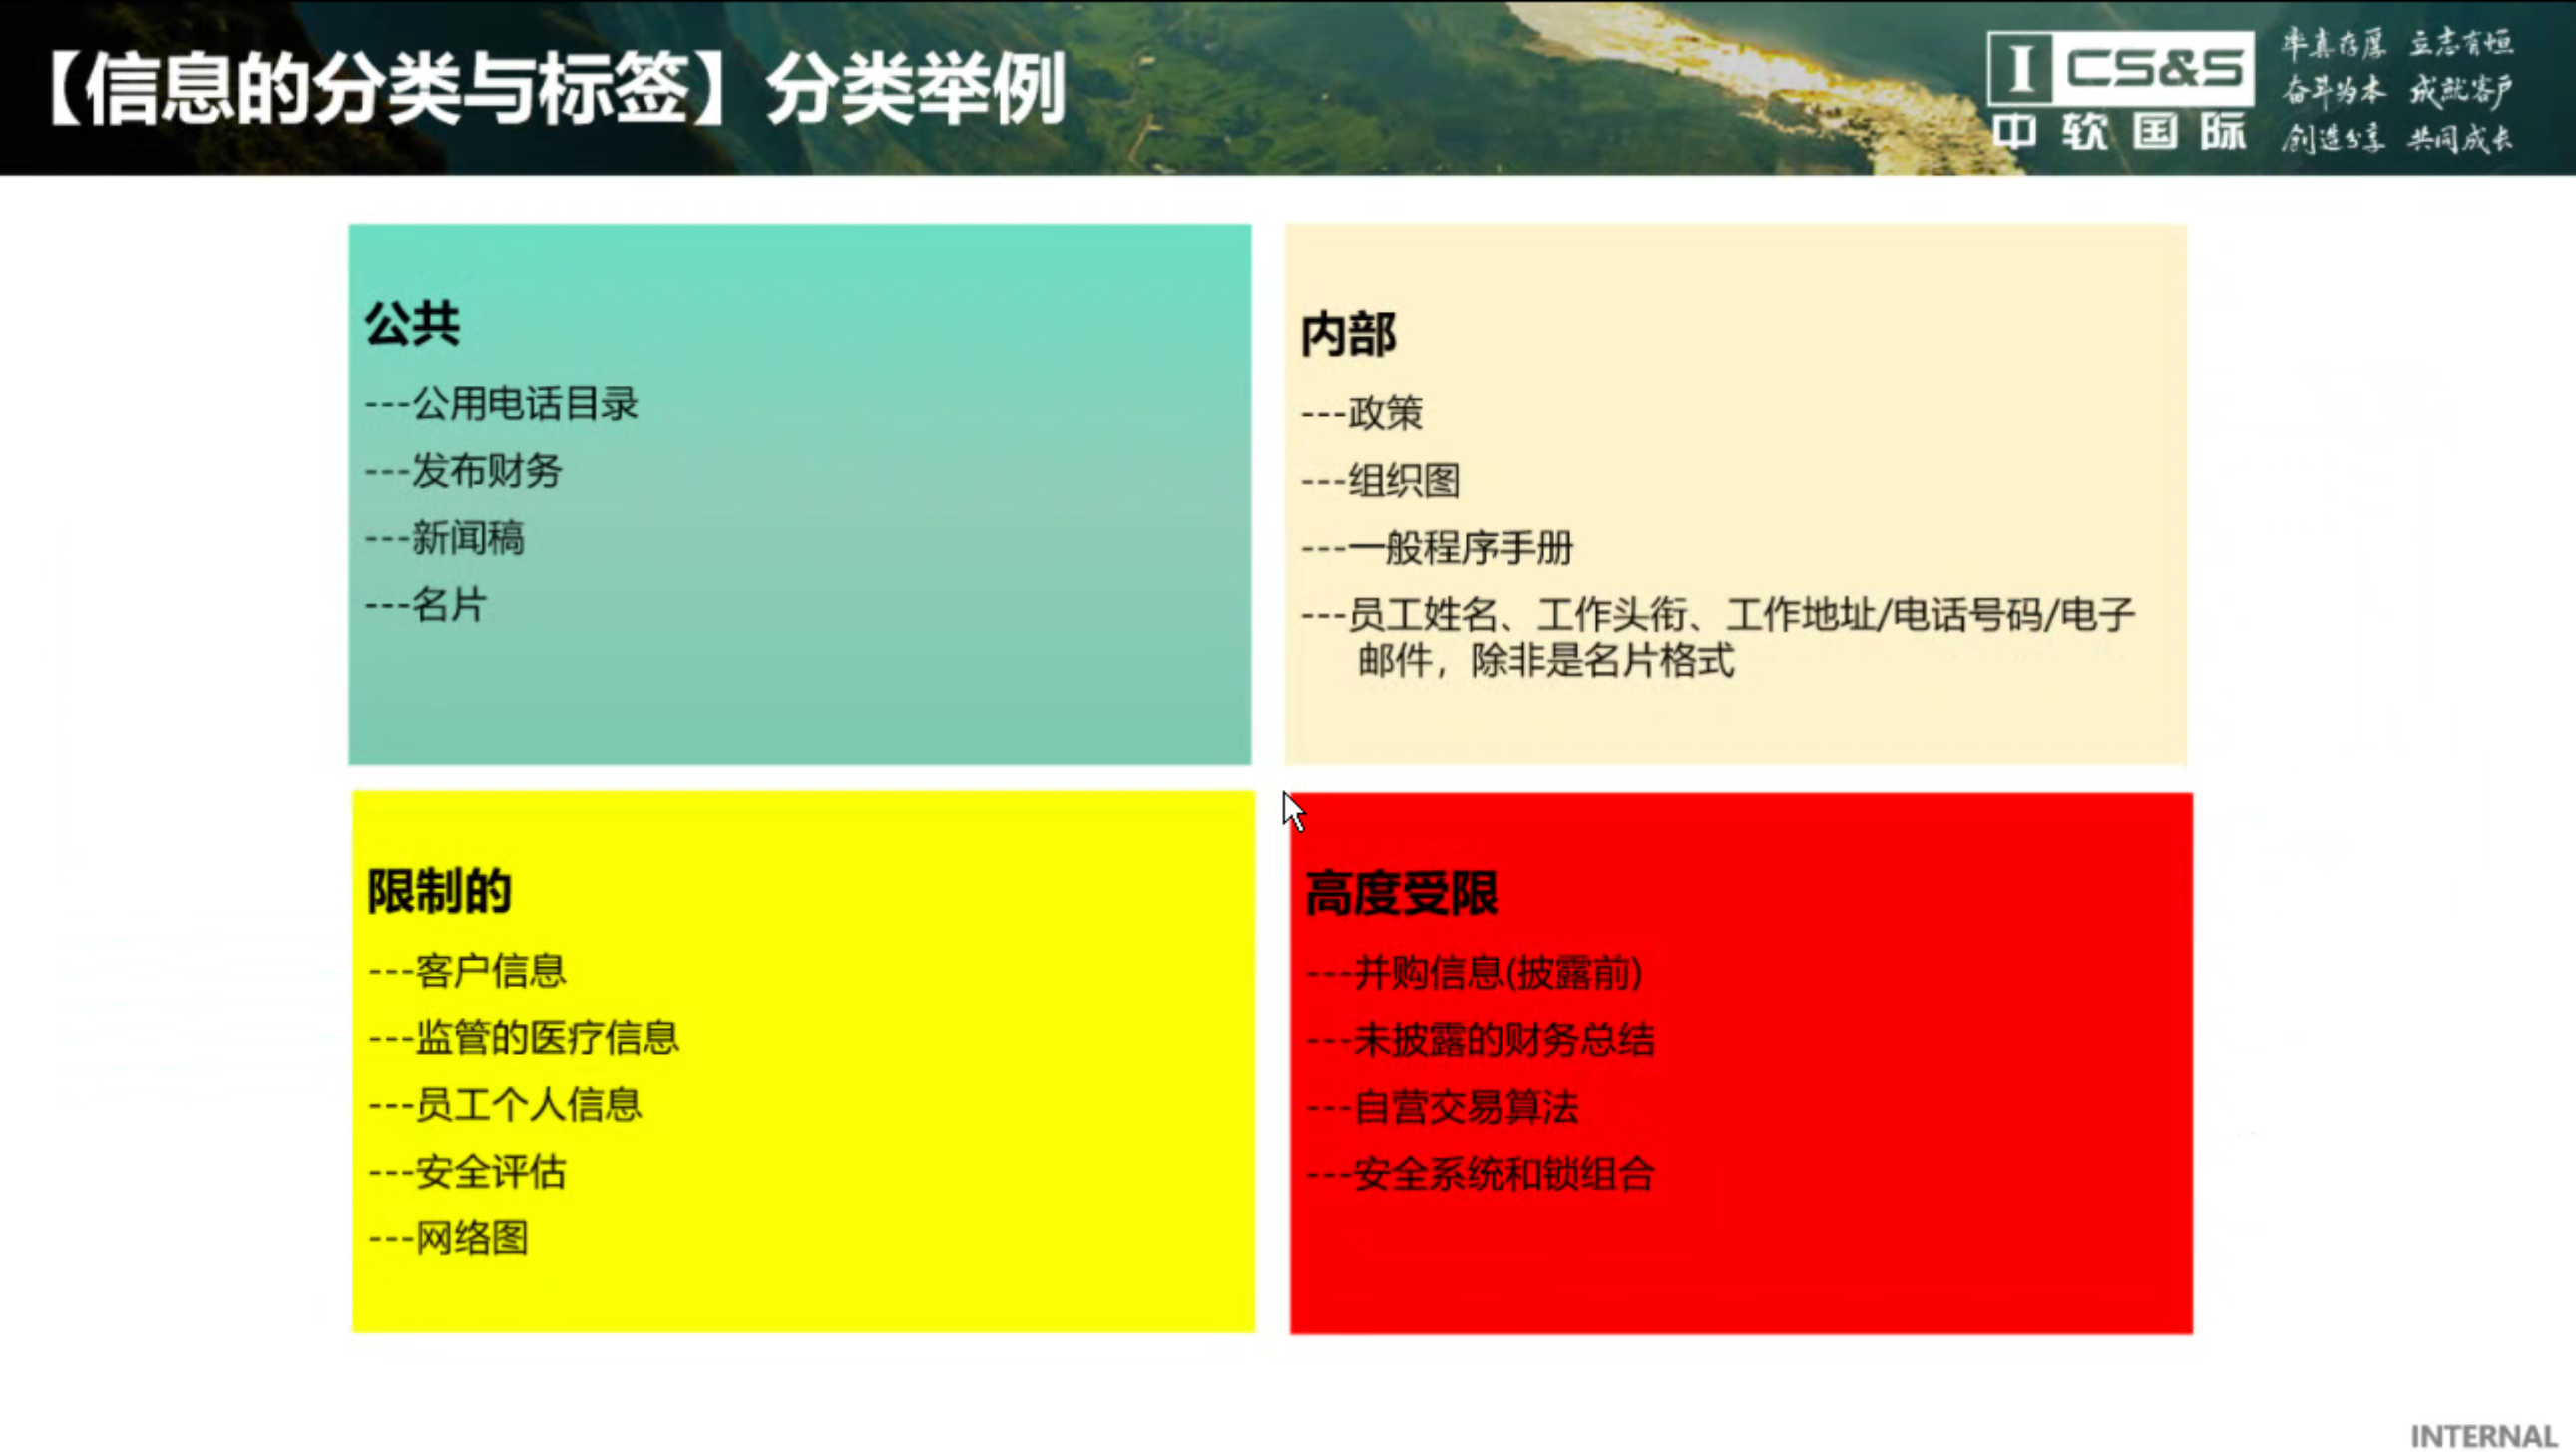 【信息的分类与标签】分类举例
I CS&S
中软国际
率真存厚 立志有恒
奋斗为本 成就客户
创造分享 共同成长
公共
---公用电话目录
---发布财务
---新闻稿
---名片
内部
---政策
---组织图
---一般程序手册
---员工姓名、工作头衔、工作地址/电话号码/电子
邮件，除非是名片格式
限制的
---客户信息
---监管的医疗信息
---员工个人信息
---安全评估
---网络图
高度受限
---并购信息(披露前)
---未披露的财务总结
---自营交易算法
---安全系统和锁组合
INTERNAL